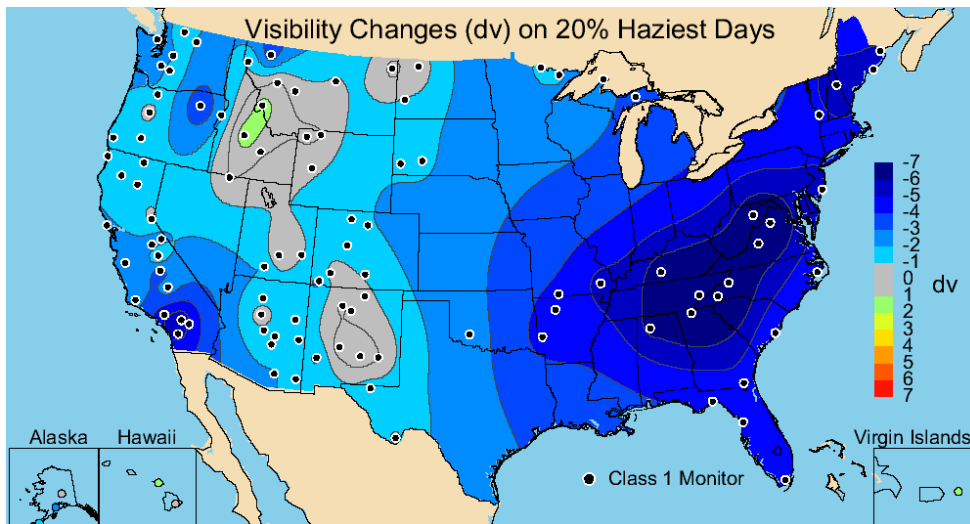 Visibility Changes (dv) on 20% Haziest Days
-7
-6
-5
-4
-3
-2
-1
0
1
2
3
4
5
6
7
dv
Alaska
Hawaii
Virgin Islands
Class 1 Monitor